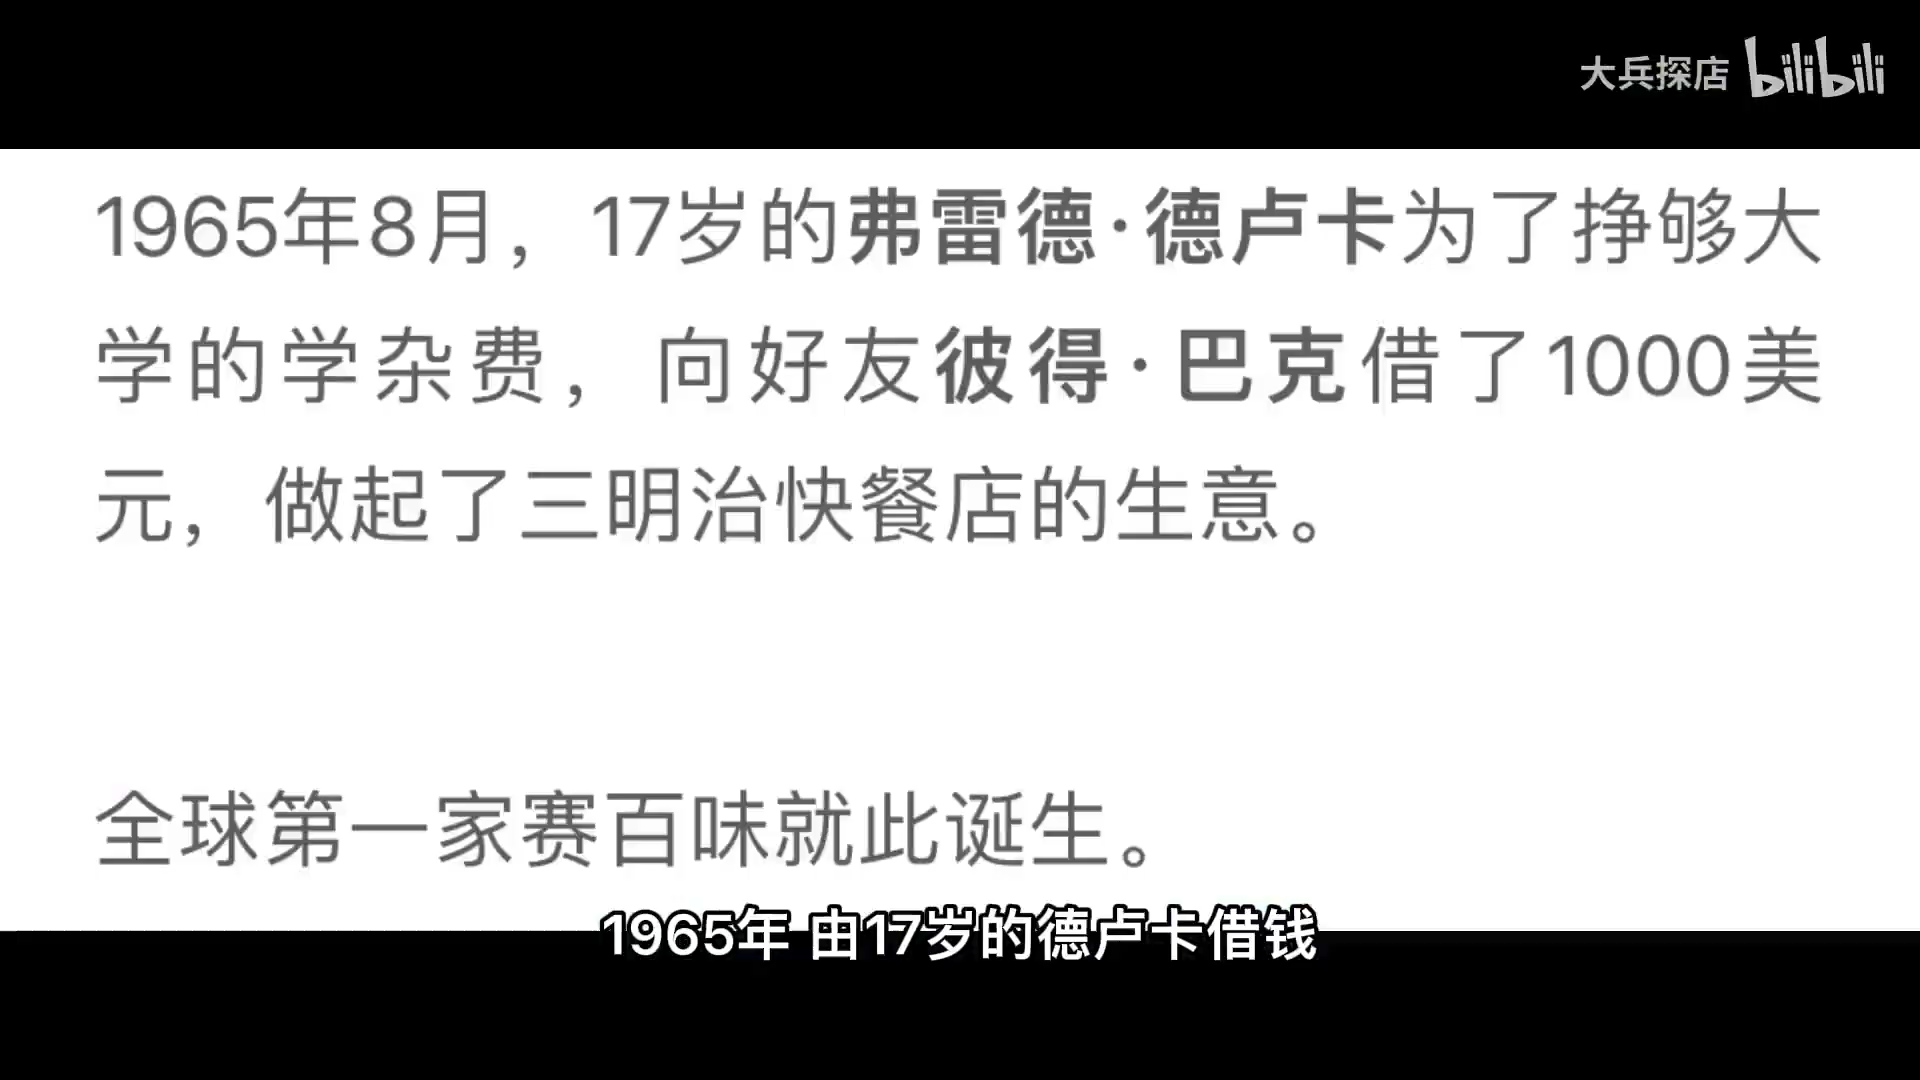 大兵探店 bilibili
1965年8月，17岁的弗雷德·德卢卡为了挣够大
学的学杂费，向好友彼得·巴克借了1000美
元，做起了三明治快餐店的生意。
全球第一家赛百味就此诞生。
1965年 由17岁的德卢卡借钱